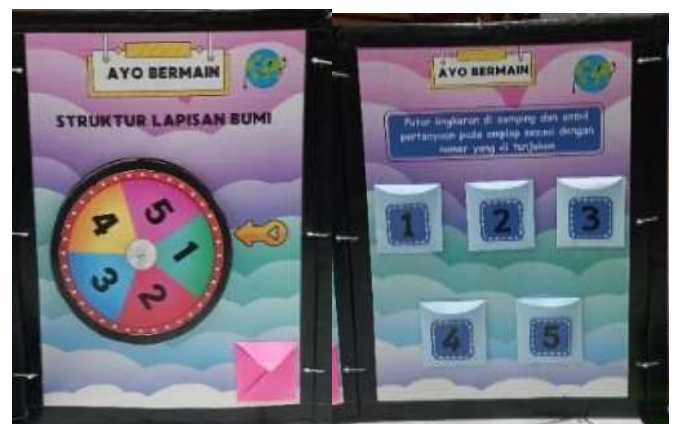 AYO BERMAIN
STRUKTUR LAPISAN BUMI
4
5
1
3
2
AYO BERMAIN
Putar lingkaran di samping dan ambil
pertanyaan pada amplop sesuai dengan
nomor yang di tunjukan
1
2
3
4
5